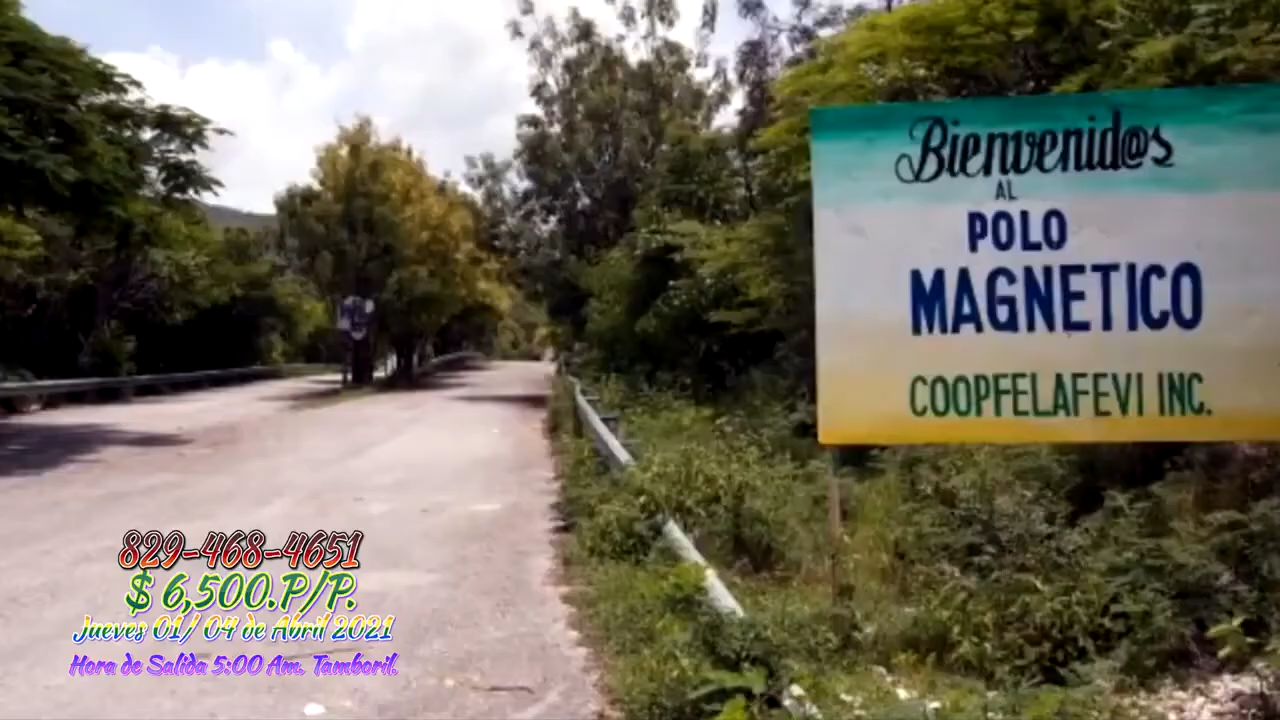 Bienvenid@s
AL
POLO
MAGNETICO
COOPFELAFEVI INC.
829-468-4651
$ 6,500.P/P.
Jueves 01/ 04 de Abril 2021
Hora de Salida 5:00 Am. Tamboril.